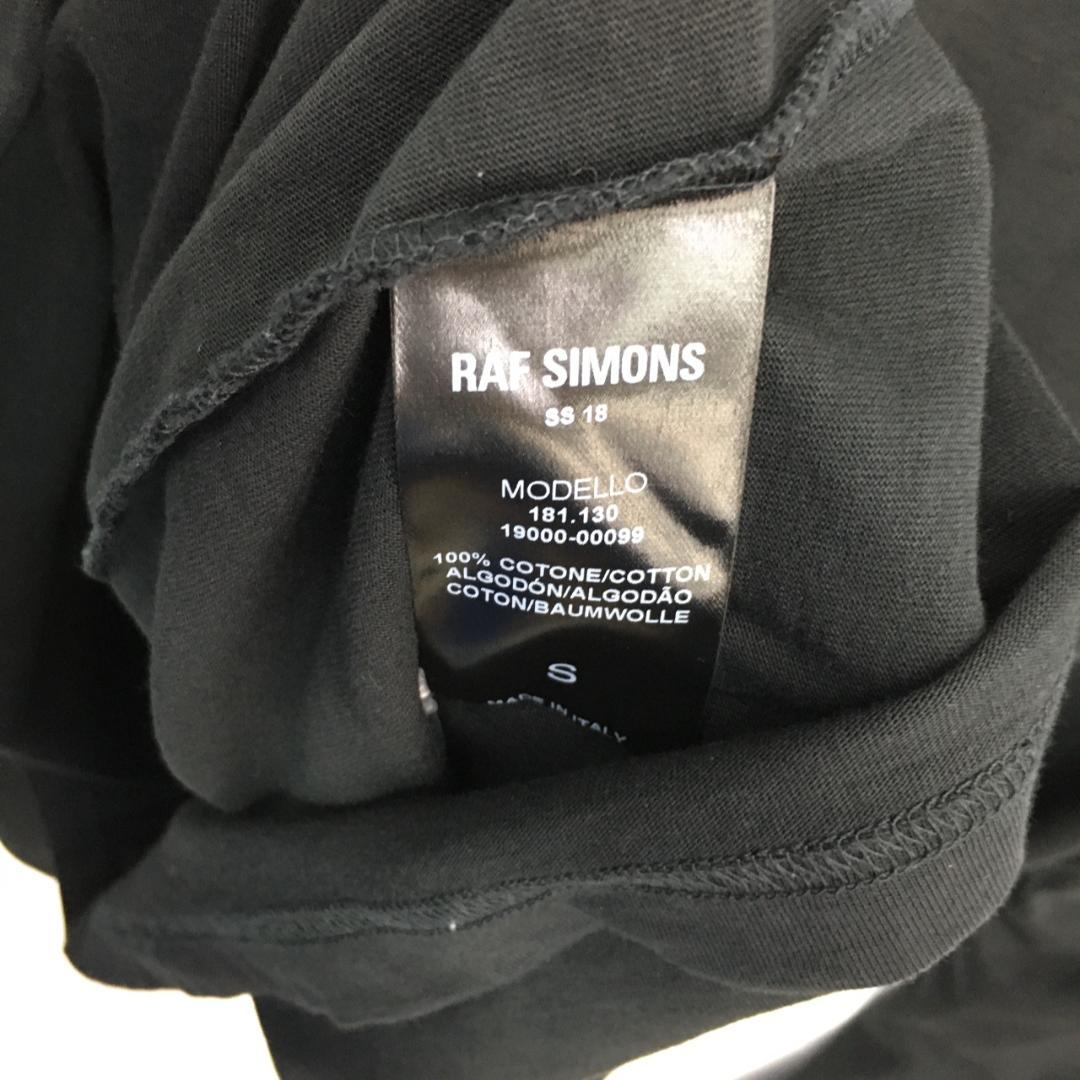 RAF SIMONS
SS 18
MODELLO
181.130
19000-00099
100% COTONE/COTTON
ALGODÓN/ALGODÃO
COTON/BAUMWOLLE
S
MADE IN ITALY